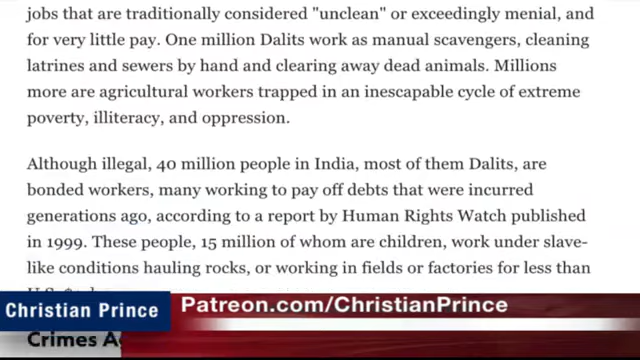 jobs that are traditionally considered "unclean" or exceedingly menial, and
for very little pay. One million Dalits work as manual scavengers, cleaning
latrines and sewers by hand and clearing away dead animals. Millions
more are agricultural workers trapped in an inescapable cycle of extreme
poverty, illiteracy, and oppression.
Although illegal, 40 million people in India, most of them Dalits, are
bonded workers, many working to pay off debts that were incurred
generations ago, according to a report by Human Rights Watch published
in 1999. These people, 15 million of whom are children, work under slave-
like conditions hauling rocks, or working in fields or factories for less than
Christian Prince
Patreon.com/ChristianPrince
Crimes